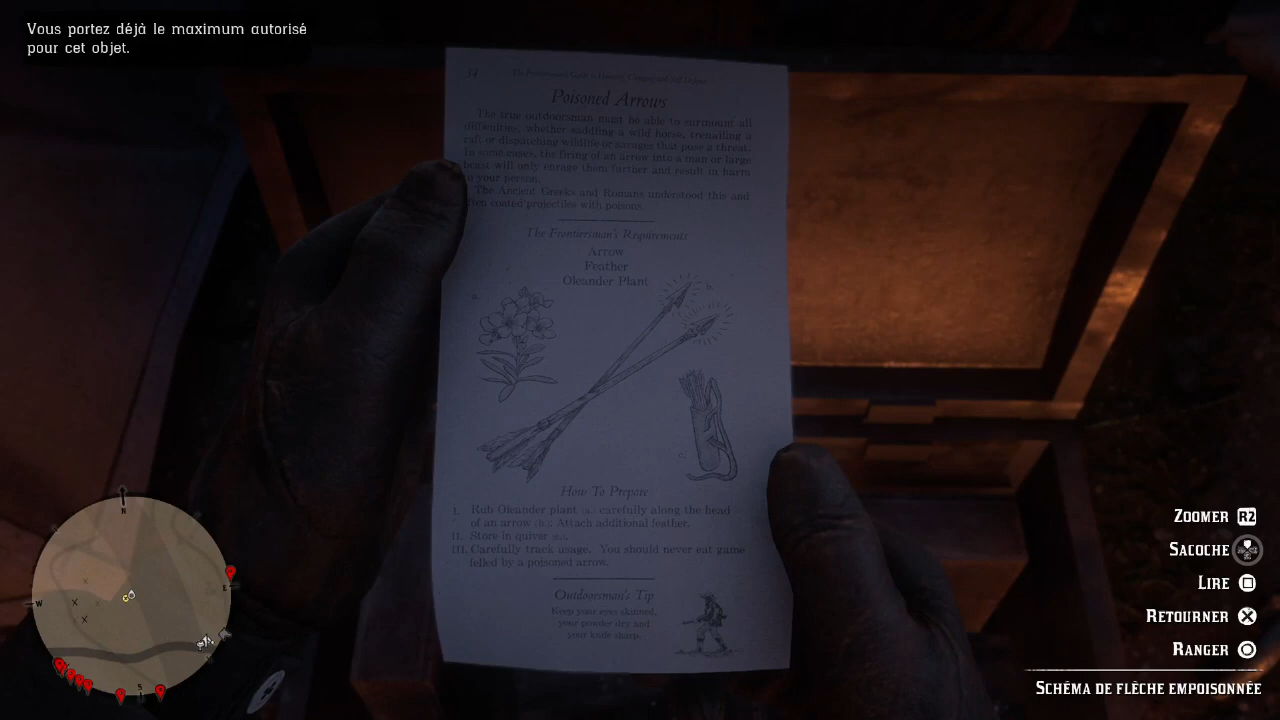 Vous portez déjà le maximum autorisé
pour cet objet.
34
Poisoned Arrows
The true outdoorsman must be able to surmount all
difficulties, whether saddling a wild horse, trenailing a
raft or dispatching wildlife or savages that pose a threat.
In some cases, the firing of an arrow into a man or large
beast will only enrage them further and result in harm
your person.
The Ancient Greeks and Romans understood this and
often coated projectiles with poisons.
The Frontiersman's Requirements
Arrow
Feather
Oleander Plant
a.
b.
c.
How To Prepare
I. Rub Oleander plant (a.) carefully along the head
of an arrow (b.). Attach additional feather.
II. Store in quiver
III. Carefully track usage. You should never eat game
felled by a poisoned arrow.
Outdoorsman's Tip
Keep your eyes skinned,
your powder dry and
your knife sharp.
N
W
E
S
Zoomer R2
Sacoche
Lire
Retourner
Ranger
Schéma de flèche empoisonnée